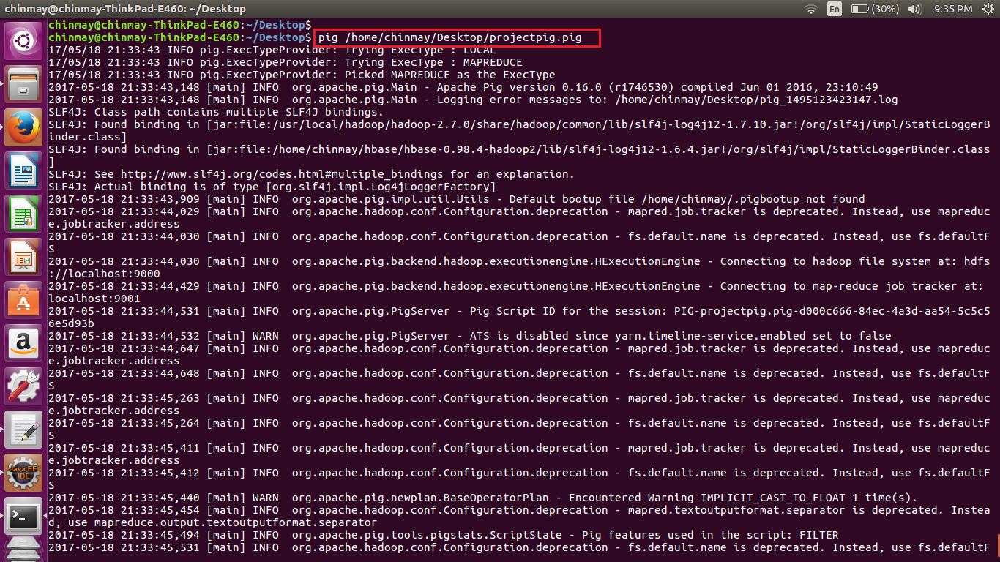 chinmay@chinmay-ThinkPad-E460: ~/Desktop
En
(30%)
9:35 PM
chinmay@chinmay-ThinkPad-E460:~/Desktop$
chinmay@chinmay-ThinkPad-E460:~/Desktop$ pig /home/chinmay/Desktop/projectpig.pig
17/05/18 21:33:43 INFO pig.ExecTypeProvider: Trying ExecType : LOCAL
17/05/18 21:33:43 INFO pig.ExecTypeProvider: Trying ExecType : MAPREDUCE
17/05/18 21:33:43 INFO pig.ExecTypeProvider: Picked MAPREDUCE as the ExecType
2017-05-18 21:33:43,148 [main] INFO  org.apache.pig.Main - Apache Pig version 0.16.0 (r1746530) compiled Jun 01 2016, 23:10:49
2017-05-18 21:33:43,148 [main] INFO  org.apache.pig.Main - Logging error messages to: /home/chinmay/Desktop/pig_1495123423147.log
SLF4J: Class path contains multiple SLF4J bindings.
SLF4J: Found binding in [jar:file:/usr/local/hadoop/hadoop-2.7.0/share/hadoop/common/lib/slf4j-log4j12-1.7.10.jar!/org/slf4j/impl/StaticLoggerB
inder.class]
SLF4J: Found binding in [jar:file:/home/chinmay/hbase/hbase-0.98.4-hadoop2/lib/slf4j-log4j12-1.6.4.jar!/org/slf4j/impl/StaticLoggerBinder.class
]
SLF4J: See http://www.slf4j.org/codes.html#multiple_bindings for an explanation.
SLF4J: Actual binding is of type [org.slf4j.impl.Log4jLoggerFactory]
2017-05-18 21:33:43,909 [main] INFO  org.apache.pig.impl.util.Utils - Default bootup file /home/chinmay/.pigbootup not found
2017-05-18 21:33:44,029 [main] INFO  org.apache.hadoop.conf.Configuration.deprecation - mapred.job.tracker is deprecated. Instead, use mapreduc
e.jobtracker.address
2017-05-18 21:33:44,030 [main] INFO  org.apache.hadoop.conf.Configuration.deprecation - fs.default.name is deprecated. Instead, use fs.defaultF
S
2017-05-18 21:33:44,030 [main] INFO  org.apache.pig.backend.hadoop.executionengine.HExecutionEngine - Connecting to hadoop file system at: hdfs
://localhost:9000
2017-05-18 21:33:44,429 [main] INFO  org.apache.pig.backend.hadoop.executionengine.HExecutionEngine - Connecting to map-reduce job tracker at:
localhost:9001
2017-05-18 21:33:44,531 [main] INFO  org.apache.pig.PigServer - Pig Script ID for the session: PIG-projectpig.pig-d000c666-84ec-4a3d-aa54-5c5c5
6e5d93b
2017-05-18 21:33:44,532 [main] WARN  org.apache.pig.PigServer - ATS is disabled since yarn.timeline-service.enabled set to false
2017-05-18 21:33:44,647 [main] INFO  org.apache.hadoop.conf.Configuration.deprecation - mapred.job.tracker is deprecated. Instead, use mapreduc
e.jobtracker.address
2017-05-18 21:33:44,648 [main] INFO  org.apache.hadoop.conf.Configuration.deprecation - fs.default.name is deprecated. Instead, use fs.defaultF
S
2017-05-18 21:33:45,263 [main] INFO  org.apache.hadoop.conf.Configuration.deprecation - mapred.job.tracker is deprecated. Instead, use mapreduc
e.jobtracker.address
2017-05-18 21:33:45,264 [main] INFO  org.apache.hadoop.conf.Configuration.deprecation - fs.default.name is deprecated. Instead, use fs.defaultF
S
2017-05-18 21:33:45,411 [main] INFO  org.apache.hadoop.conf.Configuration.deprecation - mapred.job.tracker is deprecated. Instead, use mapreduc
e.jobtracker.address
2017-05-18 21:33:45,412 [main] INFO  org.apache.hadoop.conf.Configuration.deprecation - fs.default.name is deprecated. Instead, use fs.defaultF
S
2017-05-18 21:33:45,440 [main] WARN  org.apache.pig.newplan.BaseOperatorPlan - Encountered Warning IMPLICIT_CAST_TO_FLOAT 1 time(s).
2017-05-18 21:33:45,454 [main] INFO  org.apache.hadoop.conf.Configuration.deprecation - mapred.textoutputformat.separator is deprecated. Instea
d, use mapreduce.output.textoutputformat.separator
2017-05-18 21:33:45,494 [main] INFO  org.apache.pig.tools.pigstats.ScriptState - Pig features used in the script: FILTER
2017-05-18 21:33:45,531 [main] INFO  org.apache.hadoop.conf.Configuration.deprecation - fs.default.name is deprecated. Instead, use fs.defaultF
Java EE
IDE